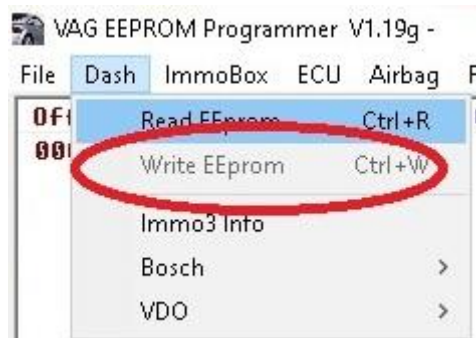 VAG EEPROM Programmer V1.19g -
File Dash ImmoBox ECU Airbag
Read EEprom Ctrl+R
Write EEprom Ctrl+W
Immo3 Info
Bosch >
VDO >